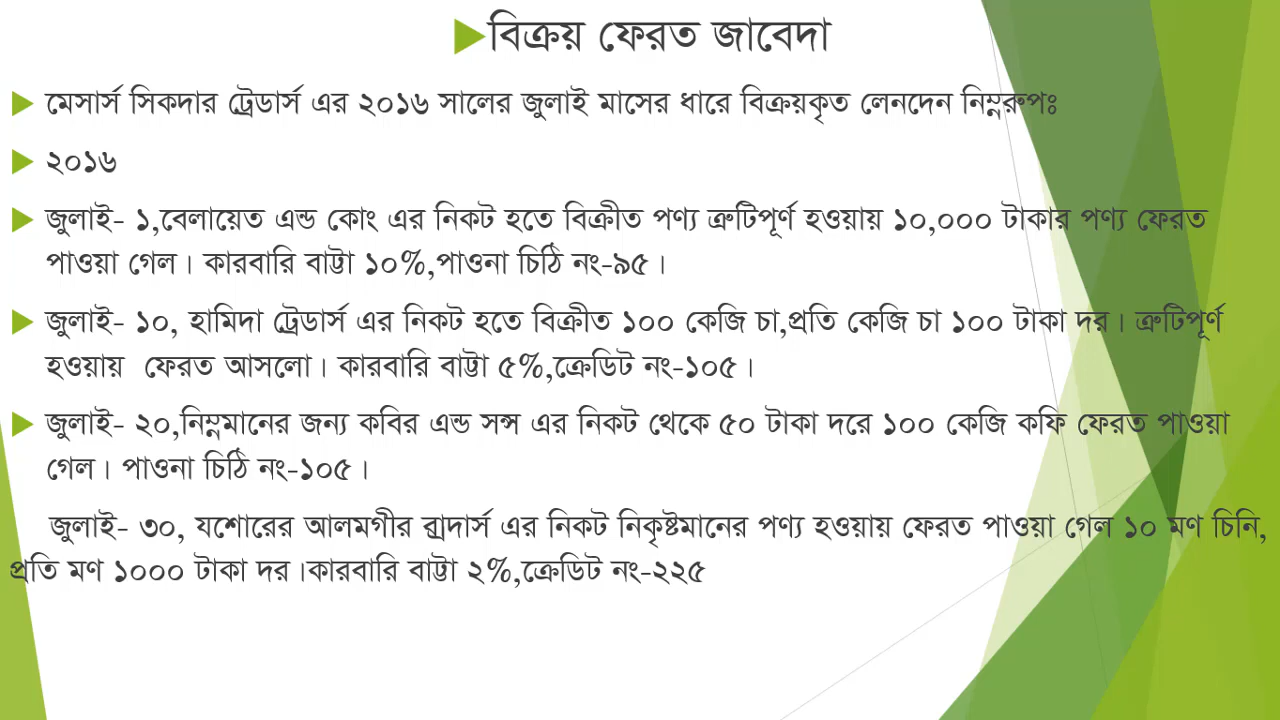 বিক্রয় ফেরত জাবেদা
মেসার্স সিকদার ট্রেডার্স এর ২০১৬ সালের জুলাই মাসের ধারে বিক্রয়কৃত লেনদেন নিম্নরুপঃ
২০১৬
জুলাই- ১,বেলায়েত এন্ড কোং এর নিকট হতে বিক্রীত পণ্য ত্রুটিপূর্ণ হওয়ায় ১০,০০০ টাকার পণ্য ফেরত
পাওয়া গেল। কারবারি বাট্টা ১০%,পাওনা চিঠি নং-৯৫।
জুলাই- ১০, হামিদা ট্রেডার্স এর নিকট হতে বিক্রীত ১০০ কেজি চা,প্রতি কেজি চা ১০০ টাকা দর। ত্রুটিপূর্ণ
হওয়ায় ফেরত আসলো। কারবারি বাট্টা ৫%,ক্রেডিট নং-১০৫।
জুলাই- ২০,নিম্নমানের জন্য কবির এন্ড সন্স এর নিকট থেকে ৫০ টাকা দরে ১০০ কেজি কফি ফেরত পাওয়া
গেল। পাওনা চিঠি নং-১০৫।
জুলাই- ৩০, যশোরের আলমগীর ব্রাদার্স এর নিকট নিকৃষ্টমানের পণ্য হওয়ায় ফেরত পাওয়া গেল ১০ মণ চিনি,
প্রতি মণ ১০০০ টাকা দর।কারবারি বাট্টা ২%,ক্রেডিট নং-২২৫